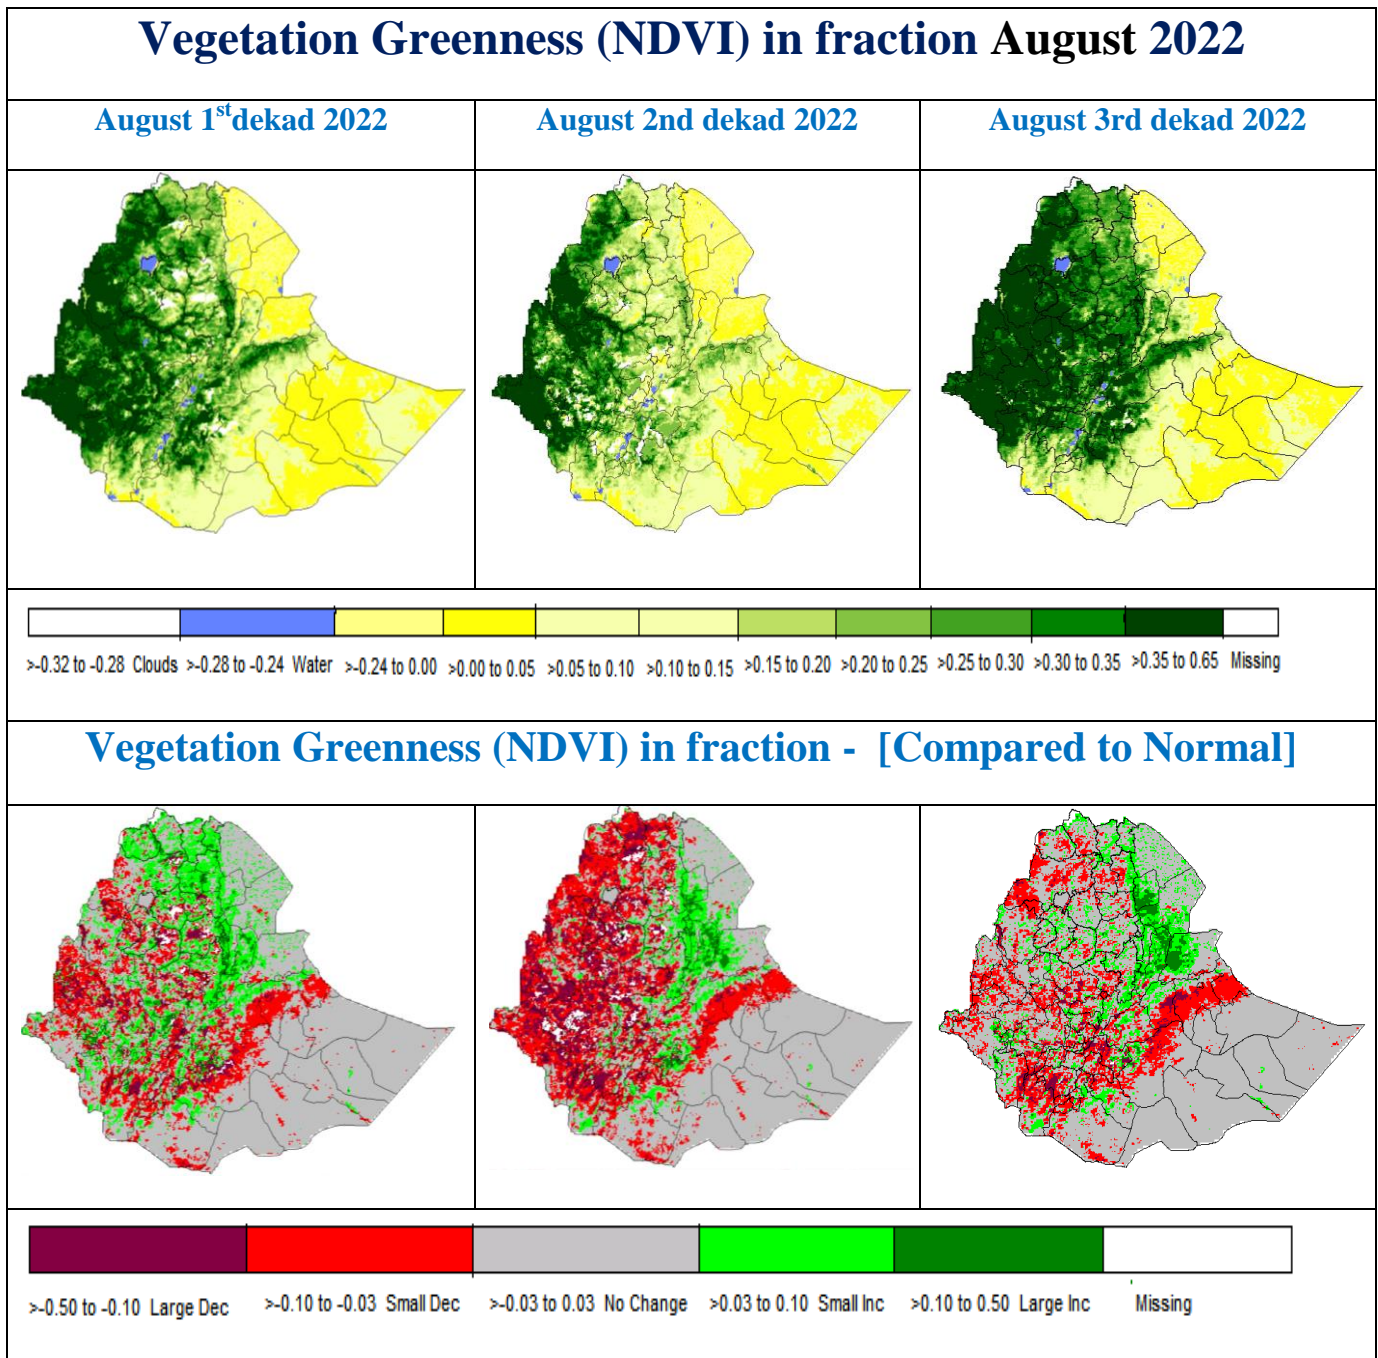 Vegetation Greenness (NDVI) in fraction August 2022
August 1stdekad 2022
August 2nd dekad 2022
August 3rd dekad 2022
>-0.32 to -0.28 Clouds >-0.28 to -0.24 Water >-0.24 to 0.00 >0.00 to 0.05 >0.05 to 0.10 >0.10 to 0.15 >0.15 to 0.20 >0.20 to 0.25 >0.25 to 0.30 >0.30 to 0.35 >0.35 to 0.65 Missing
Vegetation Greenness (NDVI) in fraction - [Compared to Normal]
>-0.50 to -0.10 Large Dec >-0.10 to -0.03 Small Dec >-0.03 to 0.03 No Change >0.03 to 0.10 Small Inc >0.10 to 0.50 Large Inc Missing